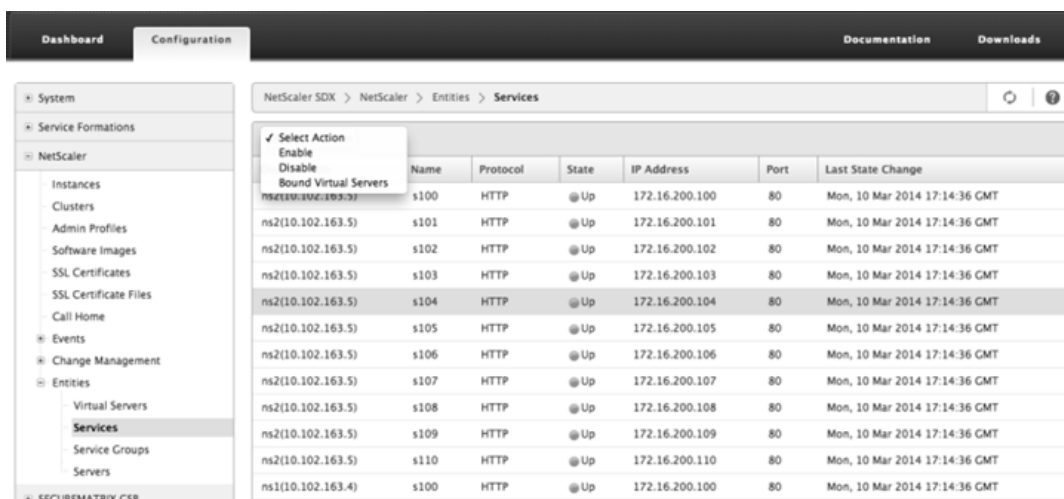 Dashboard Configuration Documentation Downloads
System
Service Formations
NetScaler
Instances
Clusters
Admin Profiles
Software Images
SSL Certificates
SSL Certificate Files
Call Home
Events
Change Management
Entities
Virtual Servers
Services
Service Groups
Servers
NetScaler SDX > NetScaler > Entities > Services
✓ Select Action
Enable
Disable
Bound Virtual Servers
Name Protocol State IP Address Port Last State Change
ns2(10.102.163.5) s100 HTTP Up 172.16.200.100 80 Mon, 10 Mar 2014 17:14:36 GMT
ns2(10.102.163.5) s101 HTTP Up 172.16.200.101 80 Mon, 10 Mar 2014 17:14:36 GMT
ns2(10.102.163.5) s102 HTTP Up 172.16.200.102 80 Mon, 10 Mar 2014 17:14:36 GMT
ns2(10.102.163.5) s103 HTTP Up 172.16.200.103 80 Mon, 10 Mar 2014 17:14:36 GMT
ns2(10.102.163.5) s104 HTTP Up 172.16.200.104 80 Mon, 10 Mar 2014 17:14:36 GMT
ns2(10.102.163.5) s105 HTTP Up 172.16.200.105 80 Mon, 10 Mar 2014 17:14:36 GMT
ns2(10.102.163.5) s106 HTTP Up 172.16.200.106 80 Mon, 10 Mar 2014 17:14:36 GMT
ns2(10.102.163.5) s107 HTTP Up 172.16.200.107 80 Mon, 10 Mar 2014 17:14:36 GMT
ns2(10.102.163.5) s108 HTTP Up 172.16.200.108 80 Mon, 10 Mar 2014 17:14:36 GMT
ns2(10.102.163.5) s109 HTTP Up 172.16.200.109 80 Mon, 10 Mar 2014 17:14:36 GMT
ns2(10.102.163.5) s110 HTTP Up 172.16.200.110 80 Mon, 10 Mar 2014 17:14:36 GMT
ns1(10.102.163.4) s100 HTTP Up 172.16.200.100 80 Mon, 10 Mar 2014 17:14:36 GMT